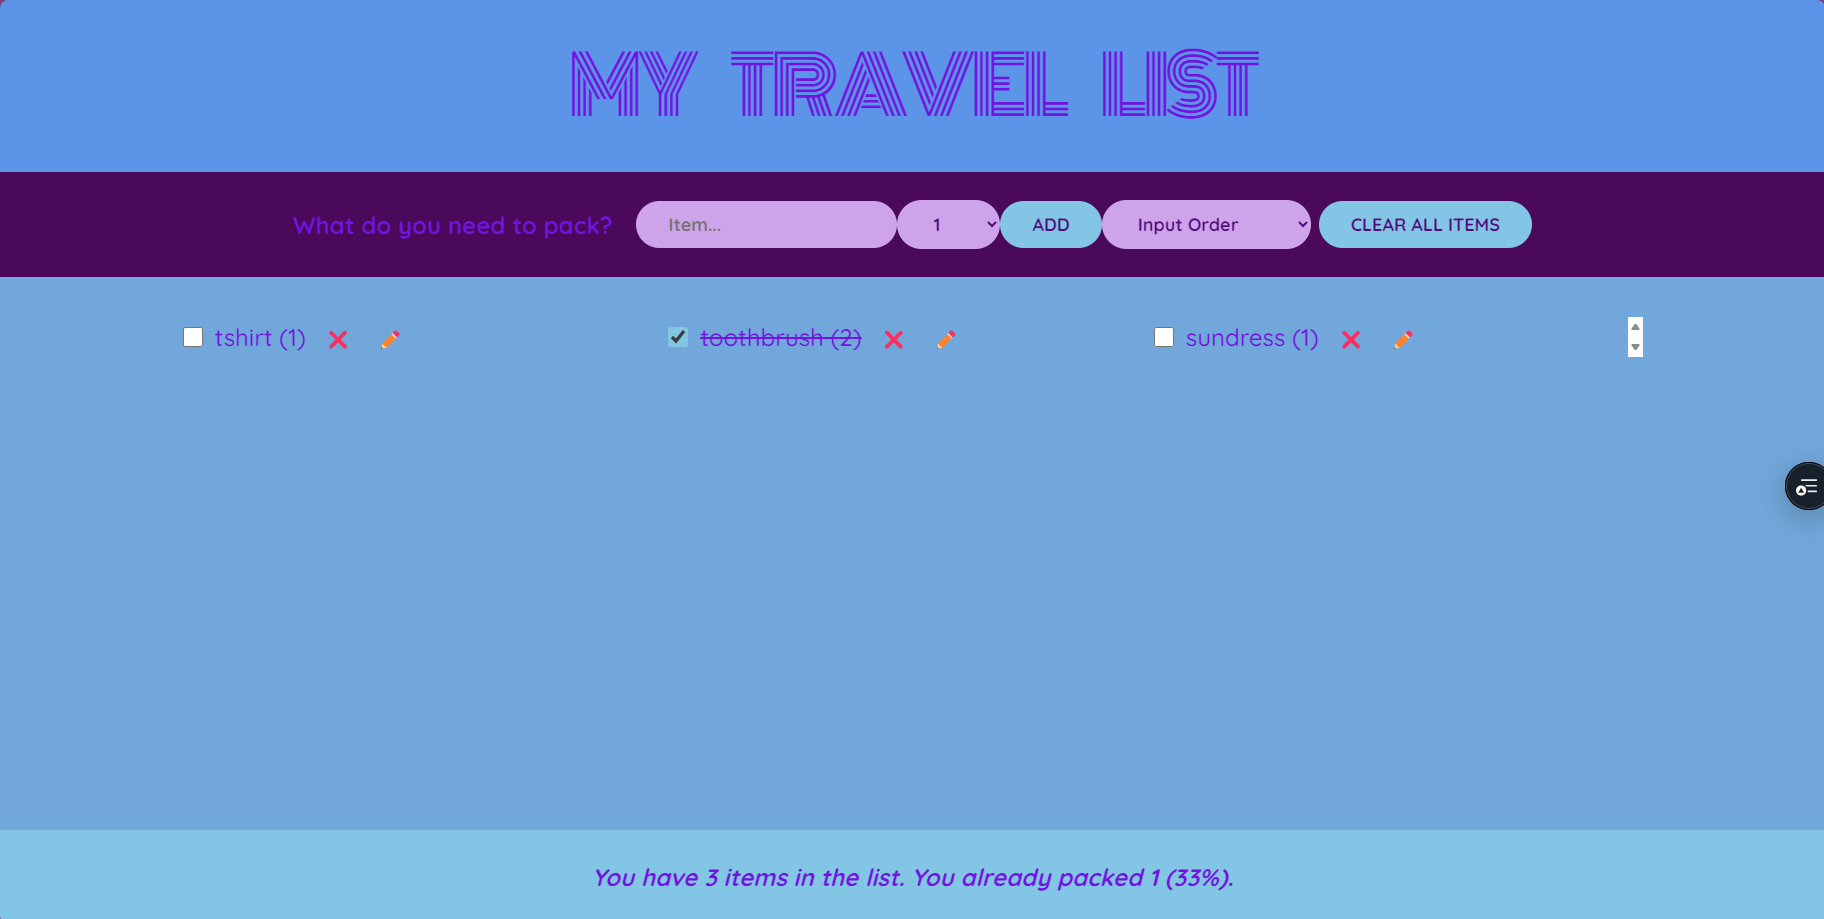 MY TRAVEL LIST
What do you need to pack? Item... 1 ADD Input Order CLEAR ALL ITEMS
tshirt (1) toothbrush (2) sundress (1)
You have 3 items in the list. You already packed 1 (33%).